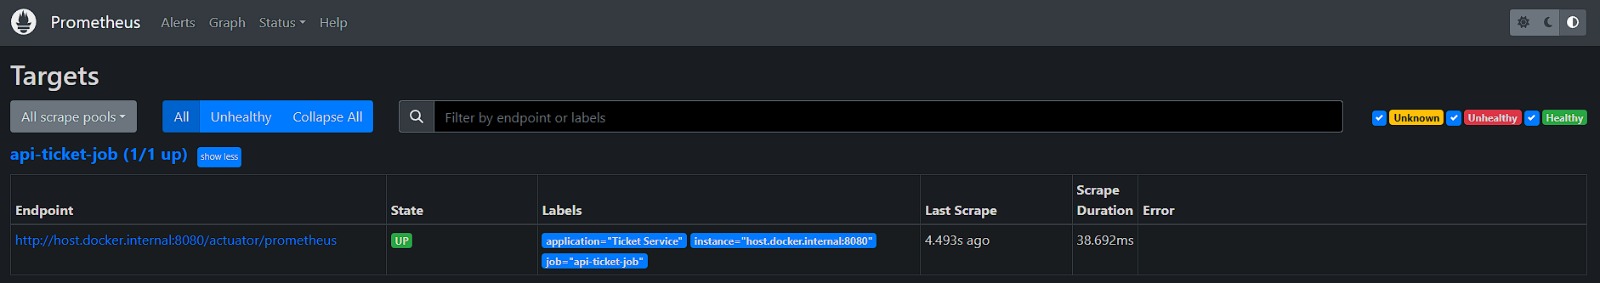 Prometheus Alerts Graph Status Help
Targets
All scrape pools All Unhealthy Collapse All Filter by endpoint or labels Unknown Unhealthy Healthy
api-ticket-job (1/1 up) show less
Endpoint State Labels Last Scrape Scrape Duration Error
http://host.docker.internal:8080/actuator/prometheus UP application="Ticket Service" instance="host.docker.internal:8080" 4.493s ago 38.692ms
job="api-ticket-job"